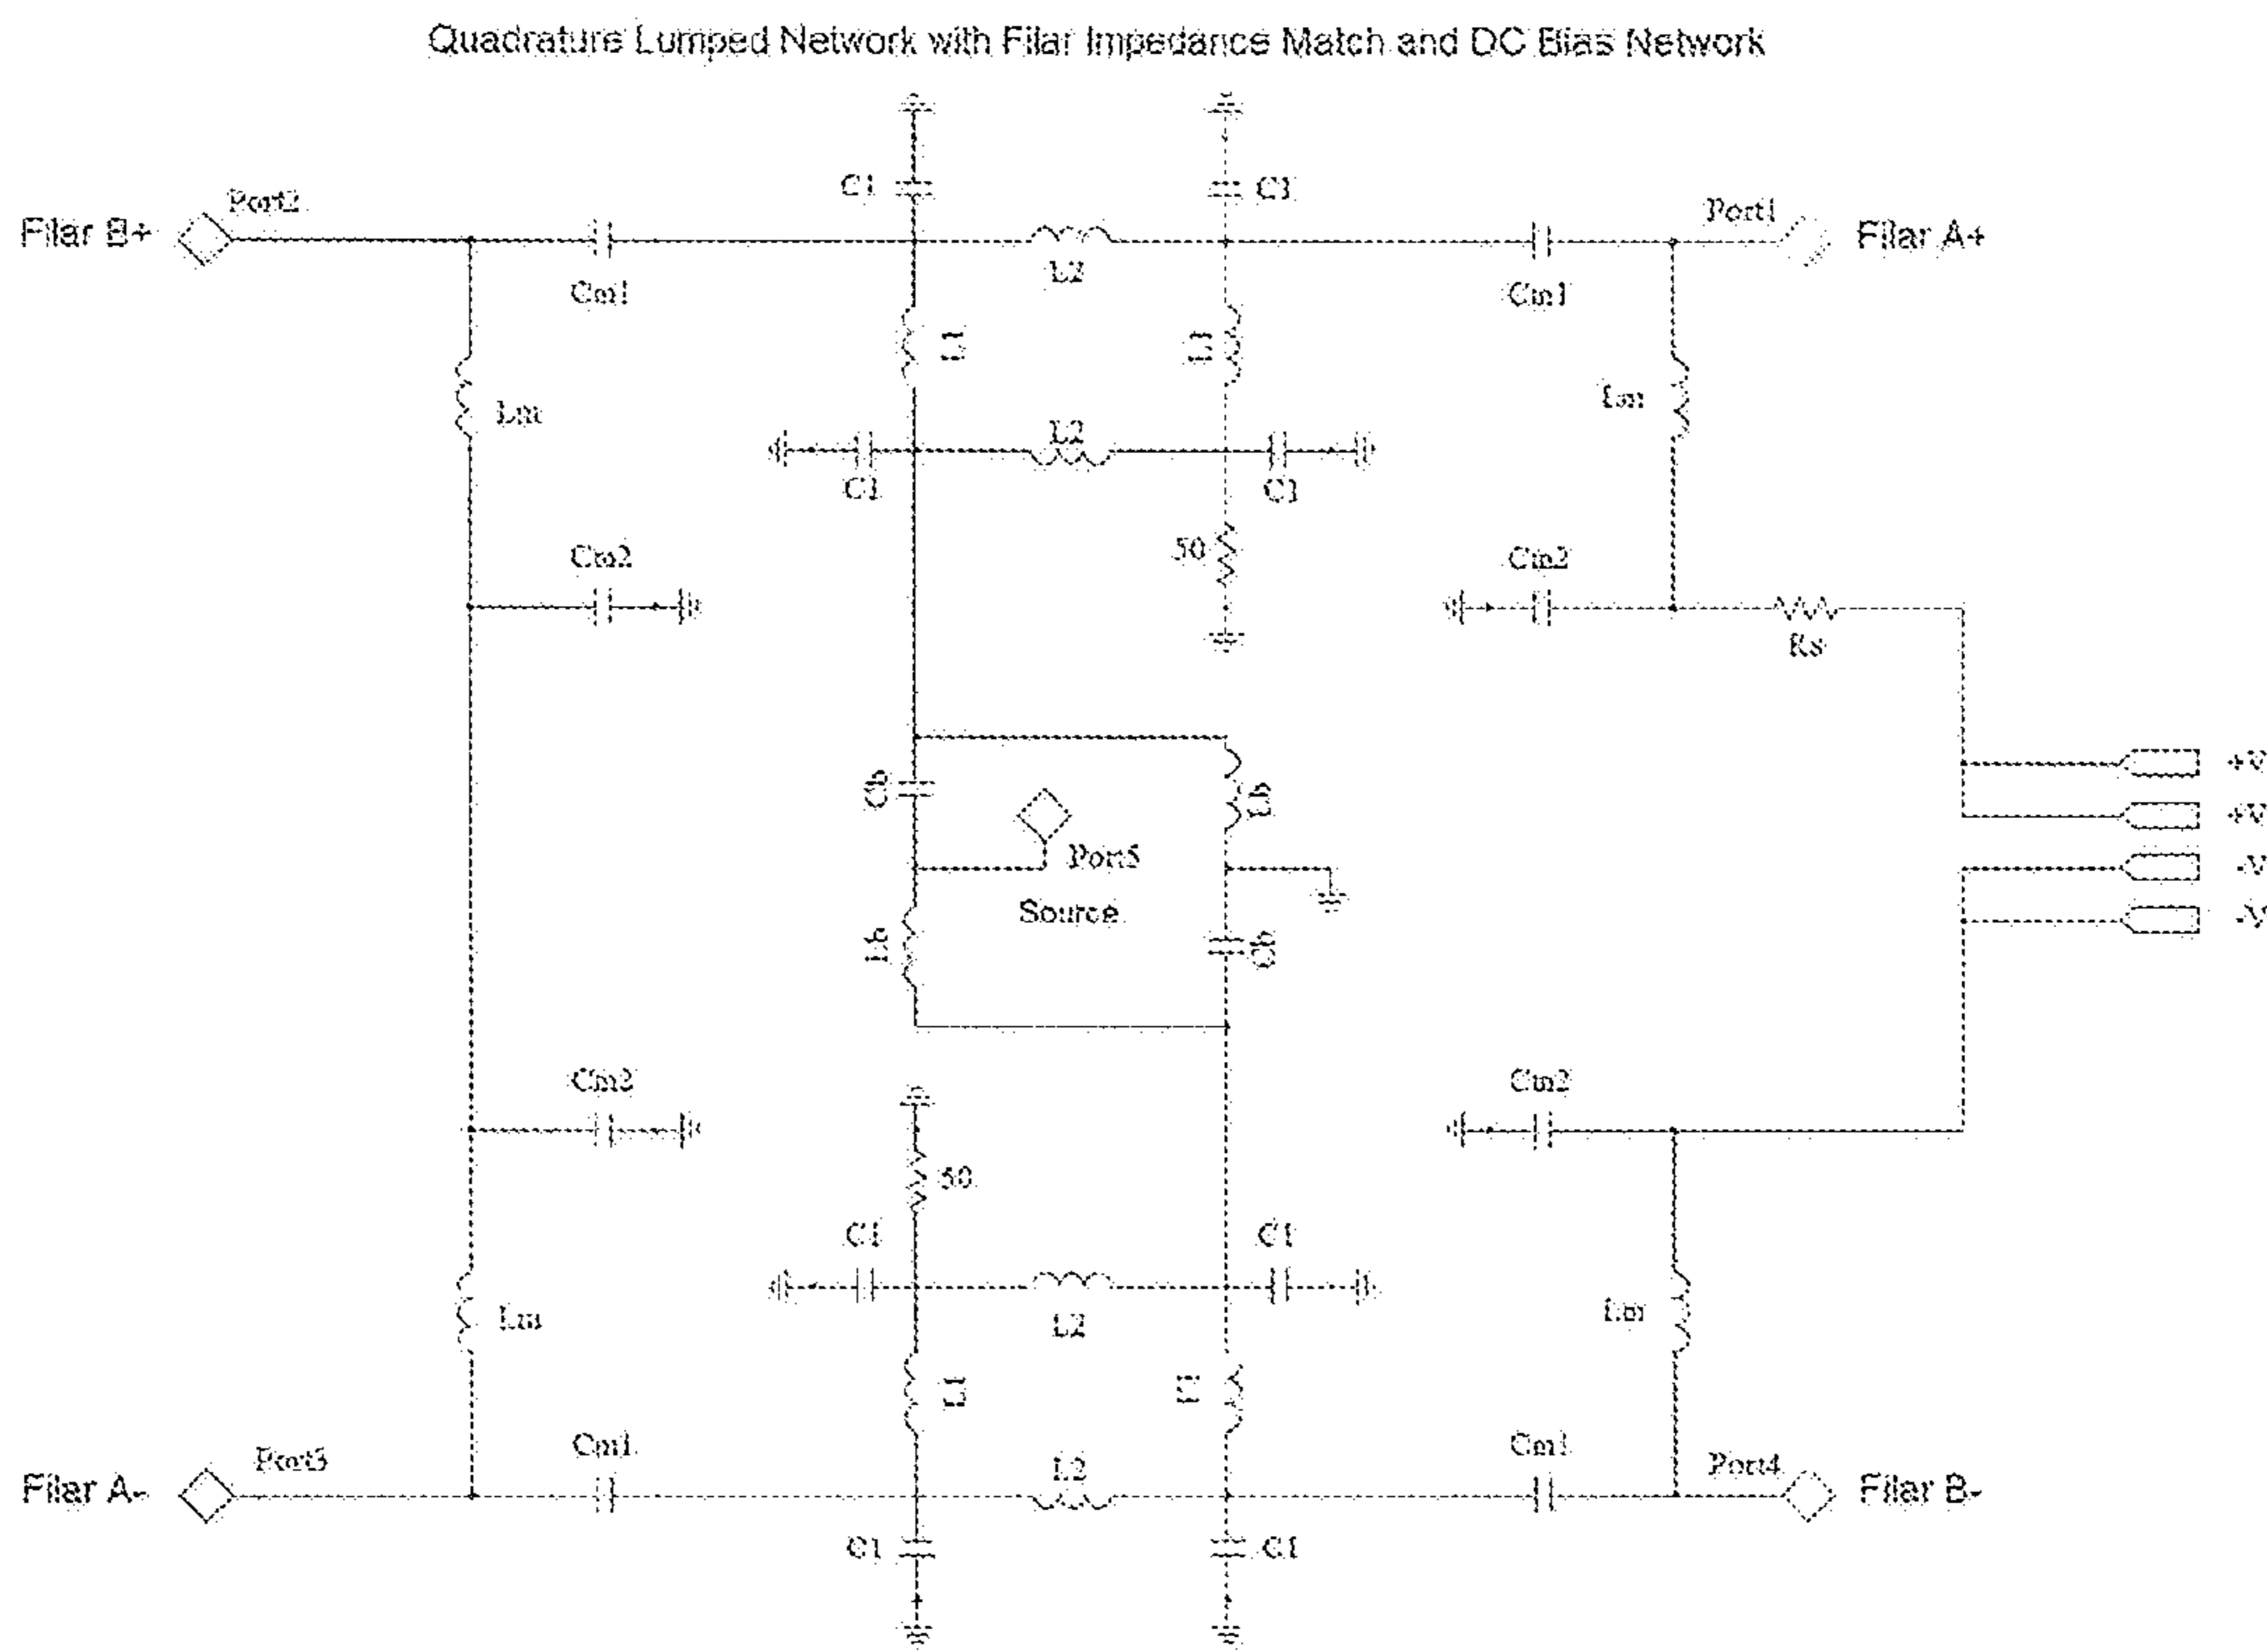 Quadrature Lumped Network with Filar Impedance Match and DC Bias Network
C1
C1
Port2
Port1
Filar B+
Filar A+
L2
Cm1
Cm1
L1
L1
Lm
Lm
L2
C1
C1
50
Cm2
Cm2
Rs
+V
Cb
Lb
+V
Port5
-V
Source
-V
Lb
Cb
Cm2
Cm2
50
C1
C1
Lm
Lm
L2
L1
L1
Cm1
Cm1
Port3
L2
Port4
Filar A-
Filar B-
C1
C1